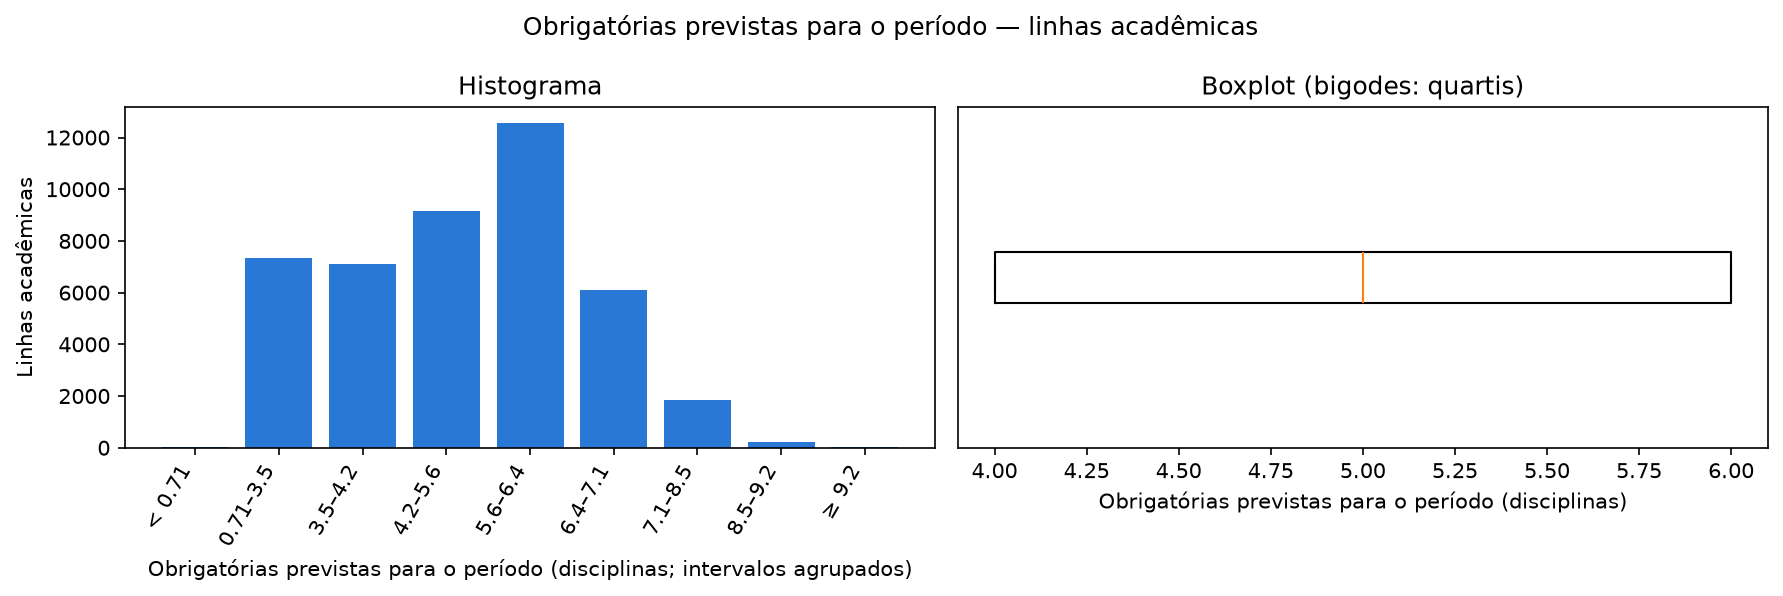 Obrigatórias previstas para o período — linhas acadêmicas
Histograma
Linhas acadêmicas
12000
10000
8000
6000
4000
2000
0
< 0.71
0.71–3.5
3.5–4.2
4.2–5.6
5.6–6.4
6.4–7.1
7.1–8.5
8.5–9.2
≥ 9.2
Obrigatórias previstas para o período (disciplinas; intervalos agrupados)
Boxplot (bigodes: quartis)
4.00 4.25 4.50 4.75 5.00 5.25 5.50 5.75 6.00
Obrigatórias previstas para o período (disciplinas)